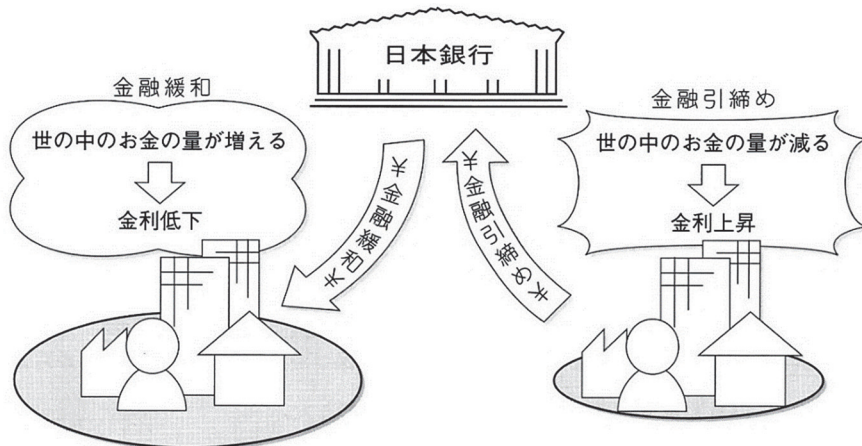 日本銀行
金融緩和
世の中のお金の量が増える
金利低下
￥金融緩和￥
￥金融引締め￥
金融引締め
世の中のお金の量が減る
金利上昇